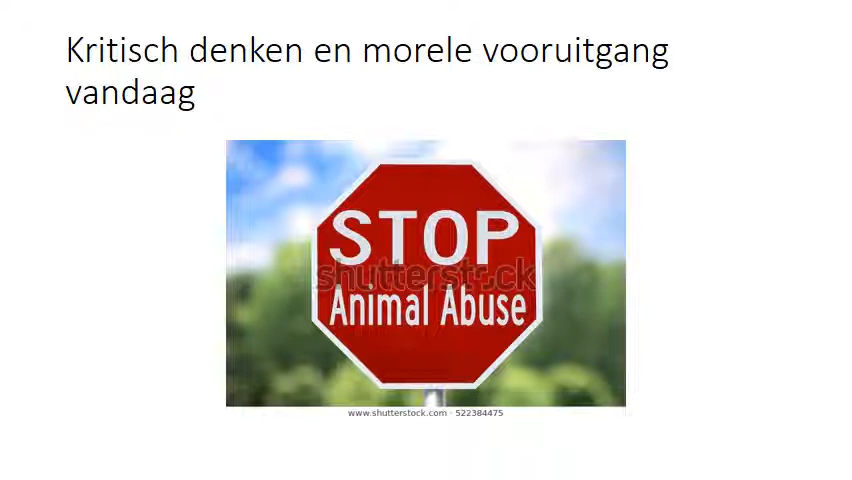 Kritisch denken en morele vooruitgang
vandaag
STOP
shutterstock
Animal Abuse
www.shutterstock.com · 522384475